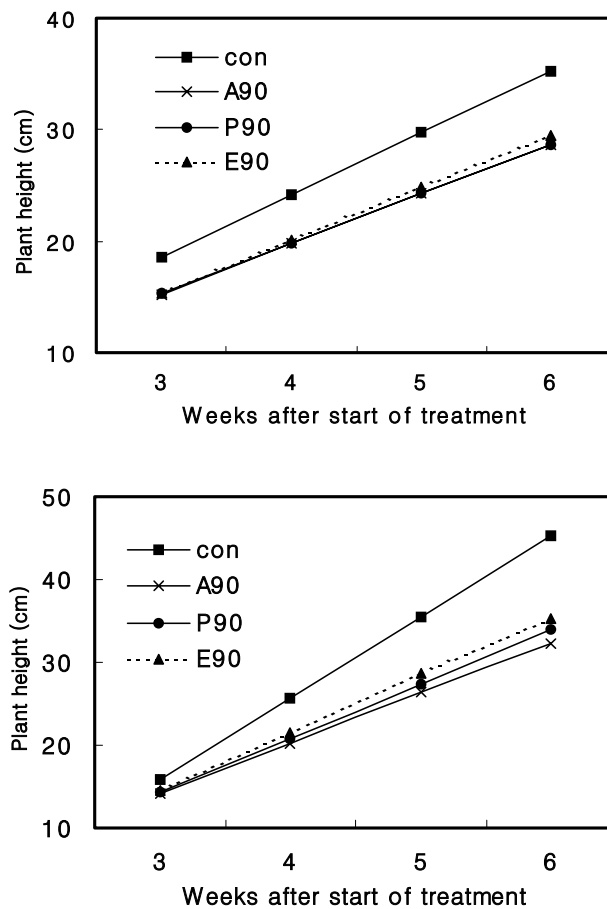 40
30
20
10
Plant height (cm)
con
A90
P90
E90
3 4 5 6
Weeks after start of treatment
50
40
30
20
10
Plant height (cm)
con
A90
P90
E90
3 4 5 6
Weeks after start of treatment